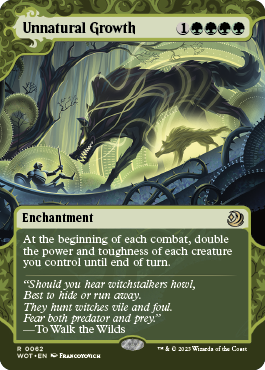 Unnatural Growth 1
Enchantment
At the beginning of each combat, double
the power and toughness of each creature
you control until end of turn.
“Should you hear witchstalkers howl,
Best to hide or run away.
They hunt witches vile and foul.
Fear both predator and prey.”
—To Walk the Wilds
R 0062
WOT • EN Francotovich
™ & © 2023 Wizards of the Coast